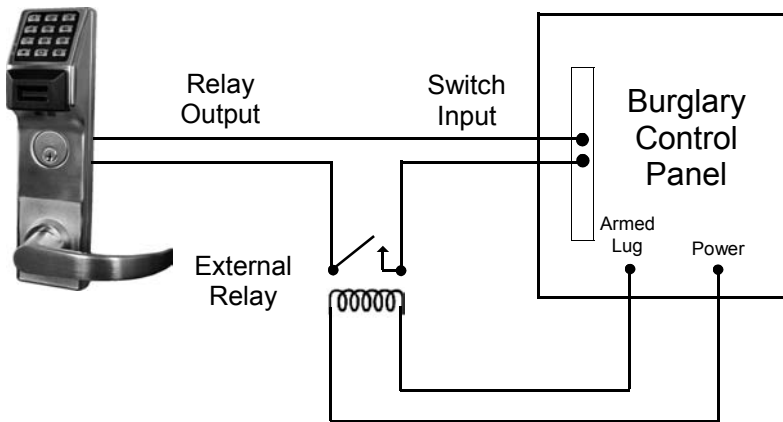 Relay
Output
Switch
Input
Burglary
Control
Panel
Armed
Lug
Power
External
Relay